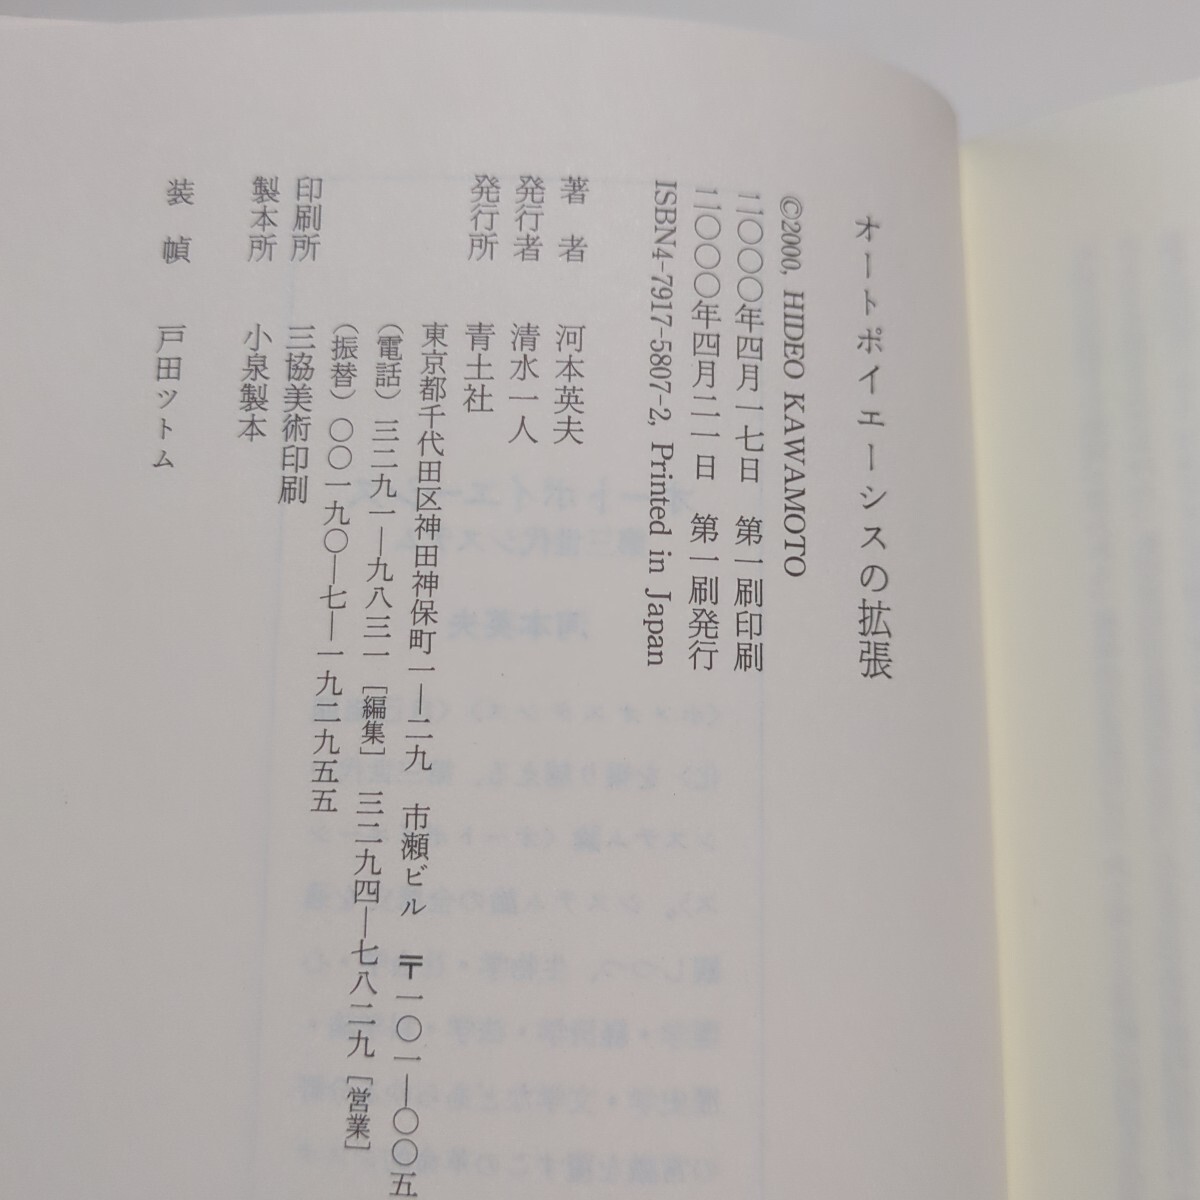 オートポイエーシスの拡張
©2000, HIDEO KAWAMOTO
二〇〇〇年四月一七日　第一刷印刷
二〇〇〇年四月二一日　第一刷発行
ISBN4-7917-5807-2, Printed in Japan
著　者　河本英夫
発行者　清水一人
発行所　青土社
東京都千代田区神田神保町一―二九　市瀬ビル　〒一〇一―〇〇五
（電話）三二九一―九八三一［編集］三二九四―七八二九［営業］
（振替）〇〇一九〇―七―一九二九五五
印刷所　三協美術印刷
製本所　小泉製本
装　幀　戸田ツトム